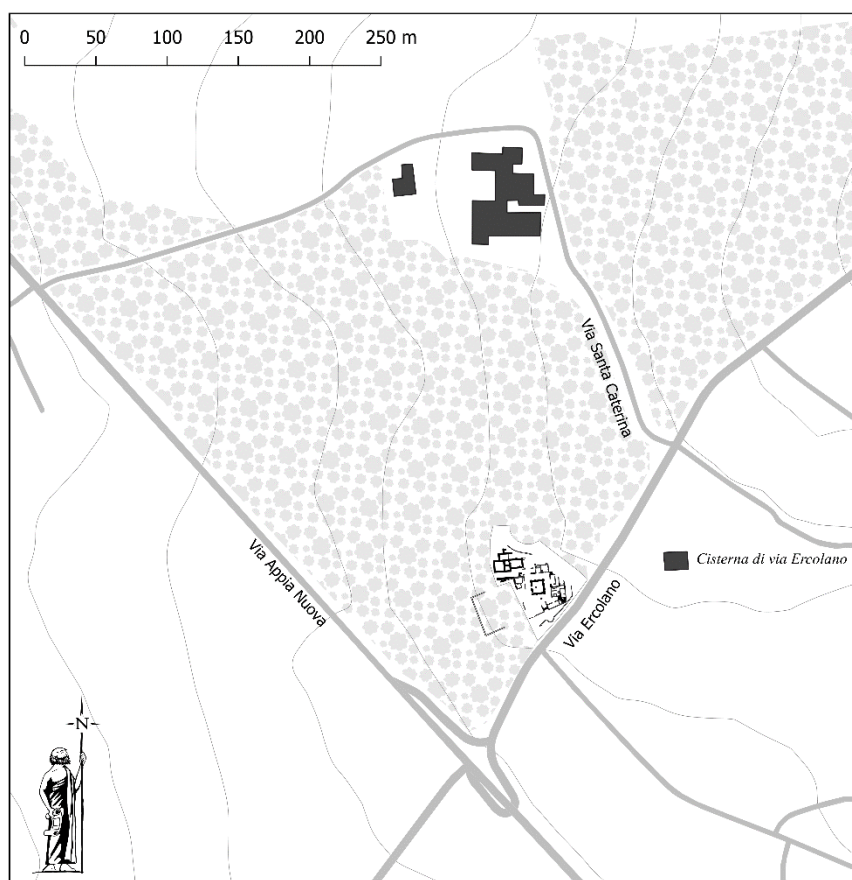 0 50 100 150 200 250 m
Via Santa Caterina
Cisterna di via Ercolano
Via Appia Nuova
Via Ercolano
N